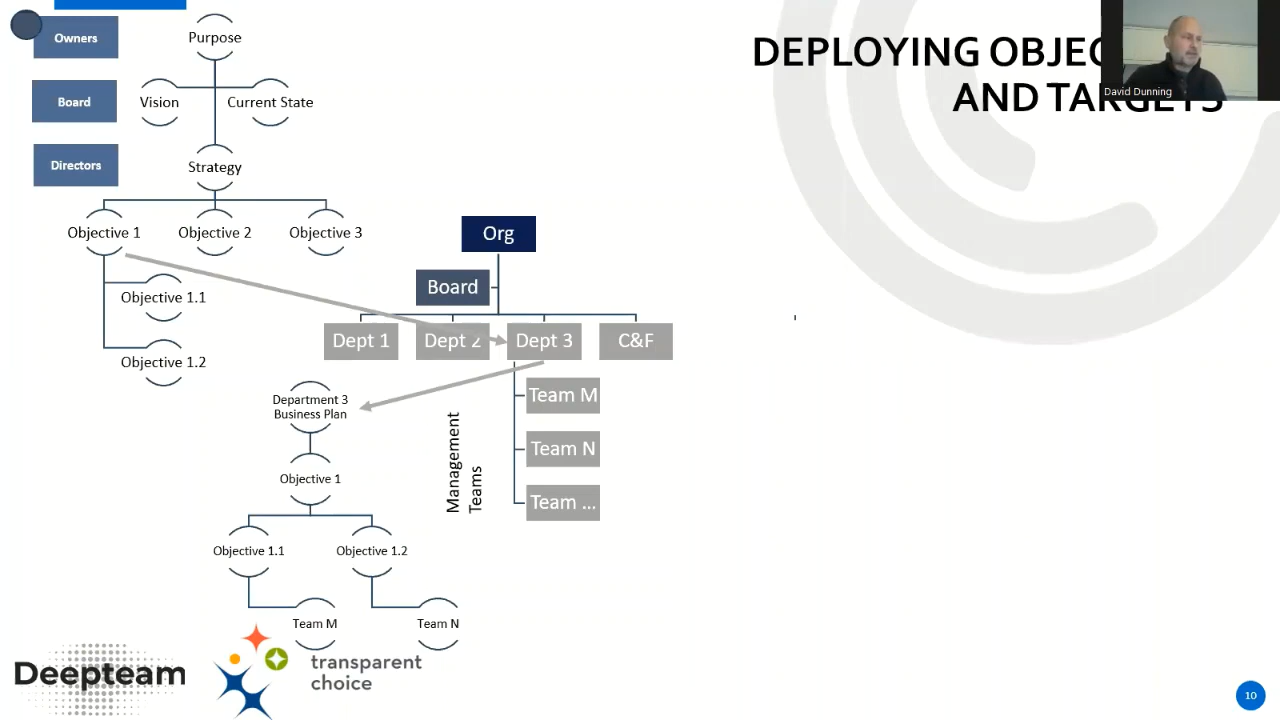 DEPLOYING OBJEC
AND TARGETS
David Dunning
Owners
Purpose
Board
Vision
Current State
Directors
Strategy
Objective 1
Objective 2
Objective 3
Objective 1.1
Objective 1.2
Org
Board
Dept 1
Dept 2
Dept 3
C&F
Team M
Team N
Team ...
Management
Teams
Department 3
Business Plan
Objective 1
Objective 1.1
Objective 1.2
Team M
Team N
Deepteam
transparent
choice
10